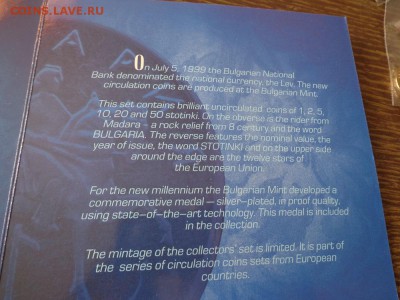 COINS.LAVE.RU
On July 5, 1999 the Bulgarian National
Bank denominated the national currency, the Lev. The new
circulation coins are produced at the Bulgarian Mint.
This set contains brilliant uncirculated coins of 1, 2, 5,
10, 20 and 50 stotinki. On the obverse is the rider from
Madara - a rock relief from 8 century and the word
BULGARIA. The reverse features the nominal value, the
year of issue, the word STOTINKI and on the upper side
around the edge are the twelve stars of
the European Union.
For the new millennium the Bulgarian Mint developed a
commemorative medal - silver-plated, in proof quality,
using state-of-the-art technology. This medal is included
in the collection.
The mintage of the collectors' set is limited. It is part of
the series of circulation coins sets from European
countries.